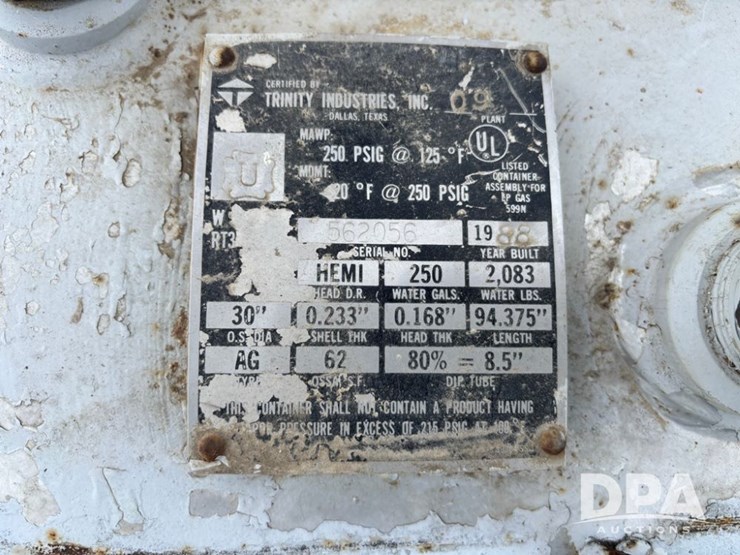 CERTIFIED BY
TRINITY INDUSTRIES, INC. 09
DALLAS, TEXAS PLANT
MAWP:
250 PSIG @ 125 °F
MDMT:
20 °F @ 250 PSIG
U
UL
LISTED
CONTAINER
ASSEMBLY FOR
LP GAS
599N
W
RT3
562056 1988
SERIAL NO. YEAR BUILT
HEMI 250 2,083
HEAD D.R. WATER GALS. WATER LBS.
30" 0.233" 0.168" 94.375"
O.S. DIA SHELL THK HEAD THK LENGTH
AG 62 80% = 8.5"
TYPE OSSM S.F. DIP TUBE
THIS CONTAINER SHALL NOT CONTAIN A PRODUCT HAVING
VAPOR PRESSURE IN EXCESS OF 215 PSIG AT 100 °F
DPA
AUCTIONS